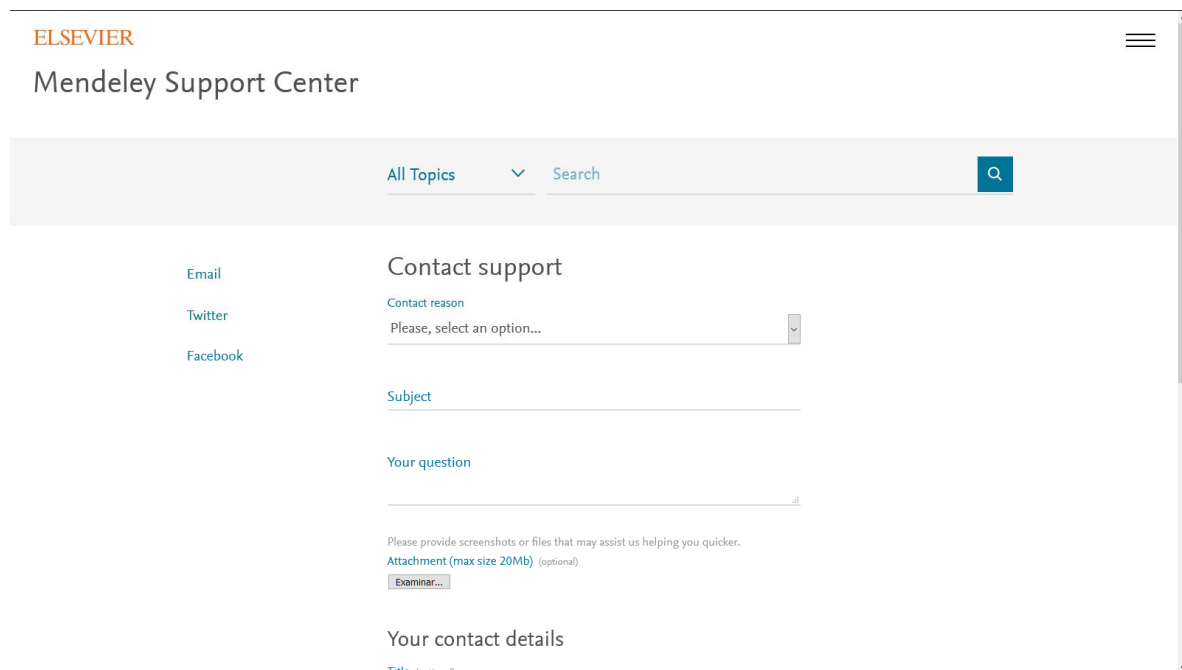 ELSEVIER
Mendeley Support Center
All Topics Search
Email
Twitter
Facebook
Contact support
Contact reason
Please, select an option...
Subject
Your question
Please provide screenshots or files that may assist us helping you quicker.
Attachment (max size 20Mb) (optional)
Examinar...
Your contact details